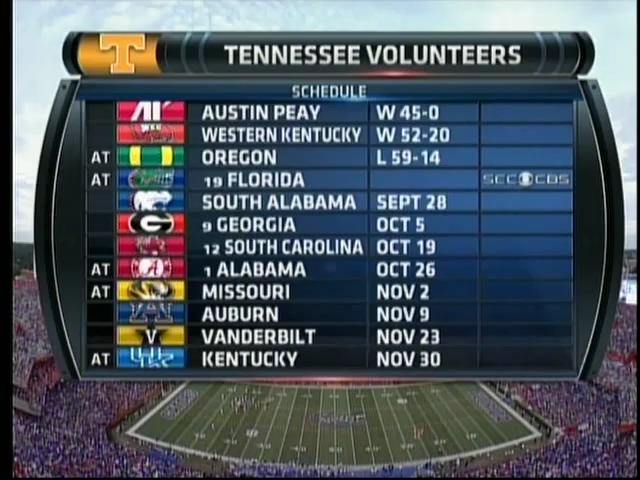 T TENNESSEE VOLUNTEERS
SCHEDULE
AUSTIN PEAY W 45-0
WESTERN KENTUCKY W 52-20
AT OREGON L 59-14
AT 19 FLORIDA SEC CBS
SOUTH ALABAMA SEPT 28
G 9 GEORGIA OCT 5
12 SOUTH CAROLINA OCT 19
AT A 1 ALABAMA OCT 26
AT MISSOURI NOV 2
AU AUBURN NOV 9
V VANDERBILT NOV 23
AT UK KENTUCKY NOV 30